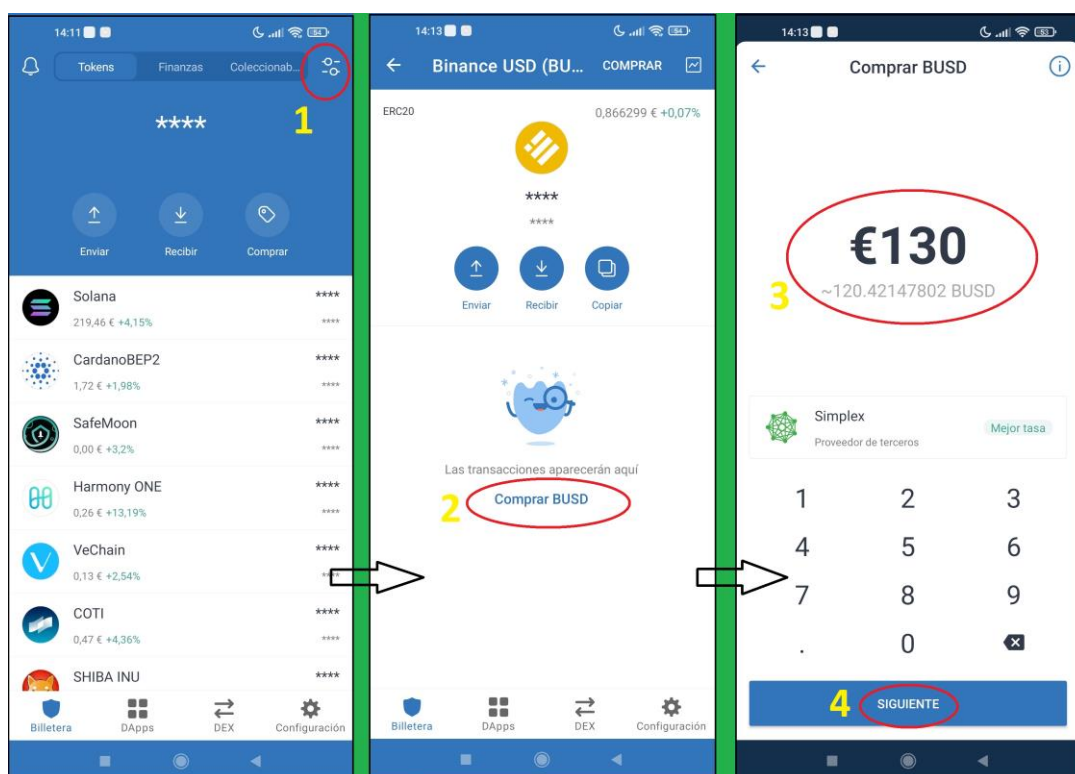 14:11
54
Tokens
Finanzas
Coleccionab...
1
****
Enviar
Recibir
Comprar
Solana
****
219,46 € +4,15%
****
CardanoBEP2
****
1,72 € +1,98%
****
SafeMoon
****
0,00 € +3,2%
****
Harmony ONE
****
0,26 € +13,19%
****
VeChain
****
0,13 € +2,54%
****
COTI
****
0,47 € +4,36%
****
SHIBA INU
****
Billetera
DApps
DEX
Configuración
14:13
54
Binance USD (BU...
COMPRAR
ERC20
0,866299 € +0,07%
****
****
Enviar
Recibir
Copiar
Las transacciones aparecerán aquí
2
Comprar BUSD
Billetera
DApps
DEX
Configuración
14:13
53
Comprar BUSD
€130
3
~120.42147802 BUSD
Simplex
Proveedor de terceros
Mejor tasa
1 2 3
4 5 6
7 8 9
. 0
4
SIGUIENTE